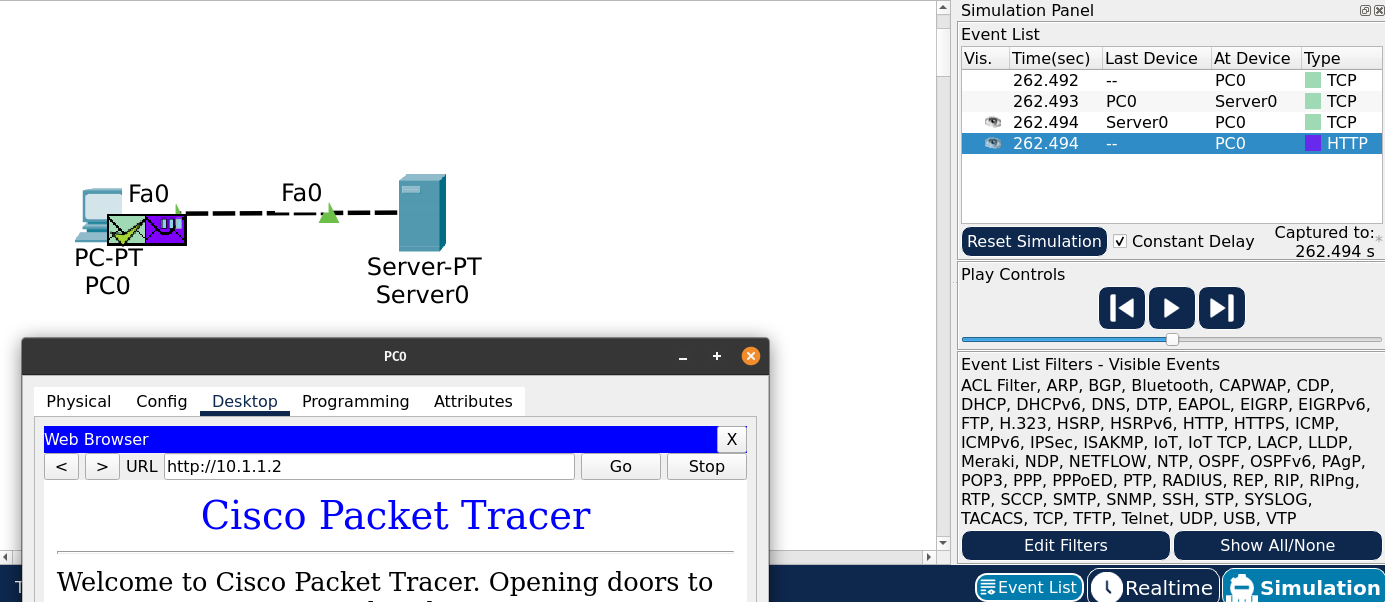 Simulation Panel
Event List
Vis. Time(sec) Last Device At Device Type
262.492 -- PC0 TCP
262.493 PC0 Server0 TCP
262.494 Server0 PC0 TCP
262.494 -- PC0 HTTP
Reset Simulation Constant Delay Captured to:
262.494 s
Play Controls
Event List Filters - Visible Events
ACL Filter, ARP, BGP, Bluetooth, CAPWAP, CDP,
DHCP, DHCPv6, DNS, DTP, EAPOL, EIGRP, EIGRPv6,
FTP, H.323, HSRP, HSRPv6, HTTP, HTTPS, ICMP,
ICMPv6, IPSec, ISAKMP, IoT, IoT TCP, LACP, LLDP,
Meraki, NDP, NETFLOW, NTP, OSPF, OSPFv6, PAgP,
POP3, PPP, PPPoED, PTP, RADIUS, REP, RIP, RIPng,
RTP, SCCP, SMTP, SNMP, SSH, STP, SYSLOG,
TACACS, TCP, TFTP, Telnet, UDP, USB, VTP
Edit Filters Show All/None
Event List Realtime Simulation
Fa0 Fa0
PC-PT
PC0
Server-PT
Server0
PC0
Physical Config Desktop Programming Attributes
Web Browser X
< > URL http://10.1.1.2 Go Stop
Cisco Packet Tracer
Welcome to Cisco Packet Tracer. Opening doors to